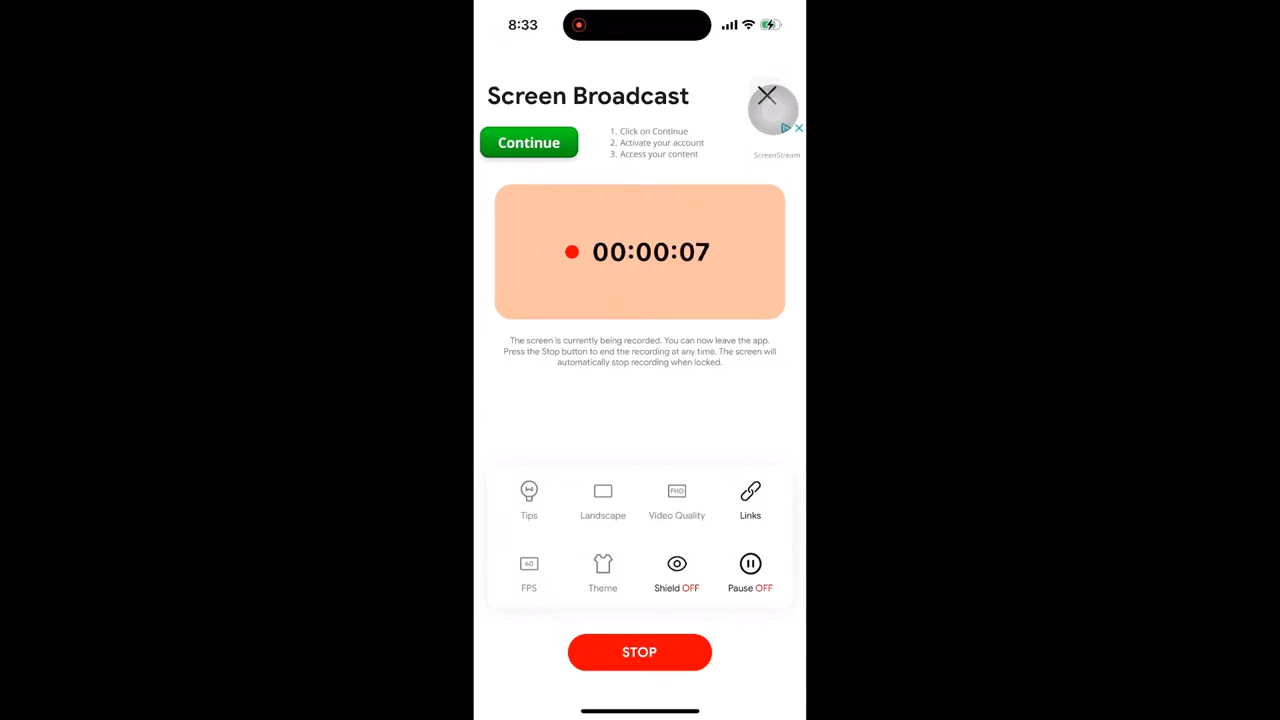 8:33
Screen Broadcast
Continue
1. Click on Continue
2. Activate your account
3. Access your content
ScreenStream
00:00:07
The screen is currently being recorded. You can now leave the app.
Press the Stop button to end the recording at any time. The screen will
automatically stop recording when locked.
FHD
Tips Landscape Video Quality Links
60
FPS Theme Shield OFF Pause OFF
STOP